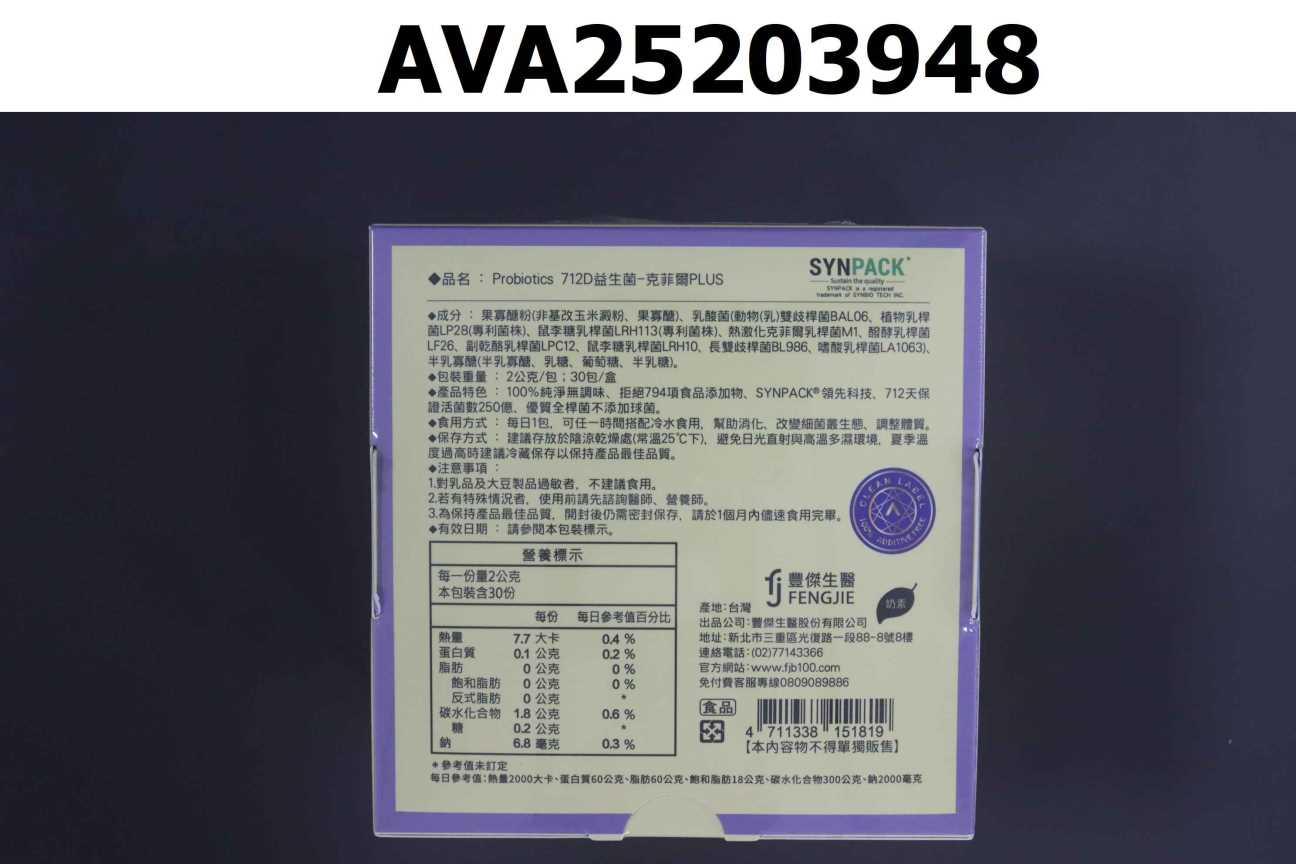 AVA25203948
◆品名：Probiotics 712D益生菌-克菲爾PLUS
SYNPACK
Sustain the quality
SYNPACK is a registered
trademark of SYNBIO TECH INC.
◆成分：果寡醣粉(非基改玉米澱粉、果寡醣)、乳酸菌(動物(乳)雙歧桿菌BAL06、植物乳桿
菌LP28(專利菌株)、鼠李糖乳桿菌LRH113(專利菌株)、熱激化克菲爾乳桿菌M1、醱酵乳桿菌
LF26、副乾酪乳桿菌LPC12、鼠李糖乳桿菌LRH10、長雙歧桿菌BL986、嗜酸乳桿菌LA1063)、
半乳寡醣(半乳寡醣、乳糖、葡萄糖、半乳糖)。
◆包裝重量：2公克/包；30包/盒
◆產品特色：100%純淨無調味、拒絕794項食品添加物、SYNPACK®領先科技、712天保
證活菌數250億、優質全桿菌不添加球菌。
◆食用方式：每日1包，可任一時間搭配冷水食用，幫助消化、改變細菌叢生態、調整體質。
◆保存方式：建議存放於陰涼乾燥處(常溫25℃下)，避免日光直射與高溫多濕環境，夏季溫
度過高時建議冷藏保存以保持產品最佳品質。
◆注意事項：
1.對乳品及大豆製品過敏者，不建議食用。
2.若有特殊情況者，使用前請先諮詢醫師、營養師。
3.為保持產品最佳品質，開封後仍需密封保存，請於1個月內儘速食用完畢。
◆有效日期：請參閱本包裝標示。
CLEAN LABEL
100% ADDITIVE FREE
營養標示
每一份量2公克
本包裝含30份
每份 每日參考值百分比
熱量 7.7 大卡 0.4 %
蛋白質 0.1 公克 0.2 %
脂肪 0 公克 0 %
飽和脂肪 0 公克 0 %
反式脂肪 0 公克 *
碳水化合物 1.8 公克 0.6 %
糖 0.2 公克 *
鈉 6.8 毫克 0.3 %
*參考值未訂定
每日參考值：熱量2000大卡、蛋白質60公克、脂肪60公克、飽和脂肪18公克、碳水化合物300公克、鈉2000毫克
fj 豐傑生醫
FENGJIE
奶素
產地：台灣
出品公司：豐傑生醫股份有限公司
地址：新北市三重區光復路一段88-8號8樓
連絡電話：(02)77143366
官方網站：www.fjb100.com
免付費客服專線0809089886
食品
4 711338 151819
【本內容物不得單獨販售】